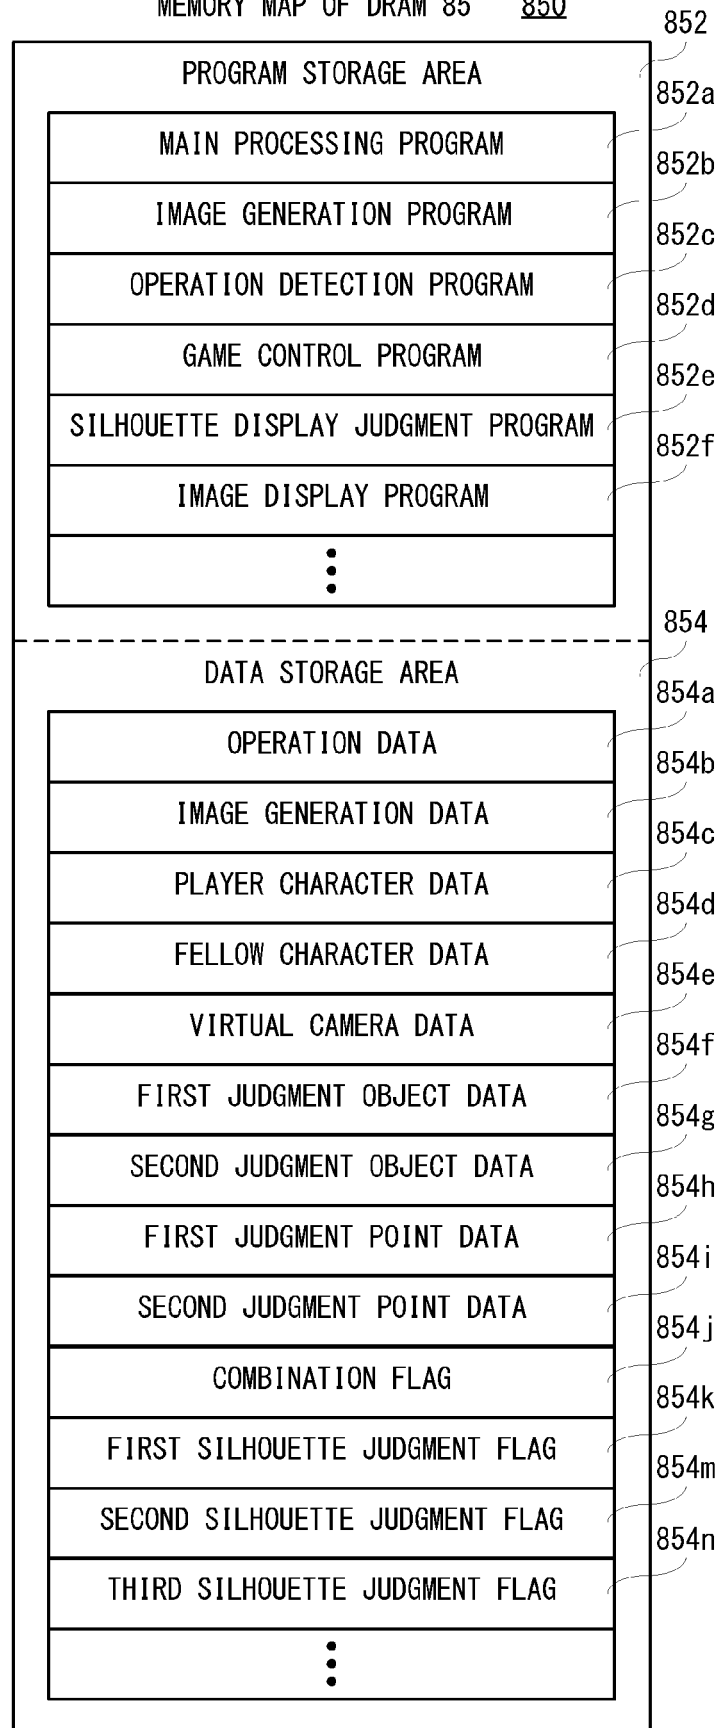 MEMORY MAP OF DRAM 85 850
852
PROGRAM STORAGE AREA
852a
MAIN PROCESSING PROGRAM
852b
IMAGE GENERATION PROGRAM
852c
OPERATION DETECTION PROGRAM
852d
GAME CONTROL PROGRAM
852e
SILHOUETTE DISPLAY JUDGMENT PROGRAM
852f
IMAGE DISPLAY PROGRAM
854
DATA STORAGE AREA
854a
OPERATION DATA
854b
IMAGE GENERATION DATA
854c
PLAYER CHARACTER DATA
854d
FELLOW CHARACTER DATA
854e
VIRTUAL CAMERA DATA
854f
FIRST JUDGMENT OBJECT DATA
854g
SECOND JUDGMENT OBJECT DATA
854h
FIRST JUDGMENT POINT DATA
854i
SECOND JUDGMENT POINT DATA
854j
COMBINATION FLAG
854k
FIRST SILHOUETTE JUDGMENT FLAG
854m
SECOND SILHOUETTE JUDGMENT FLAG
854n
THIRD SILHOUETTE JUDGMENT FLAG